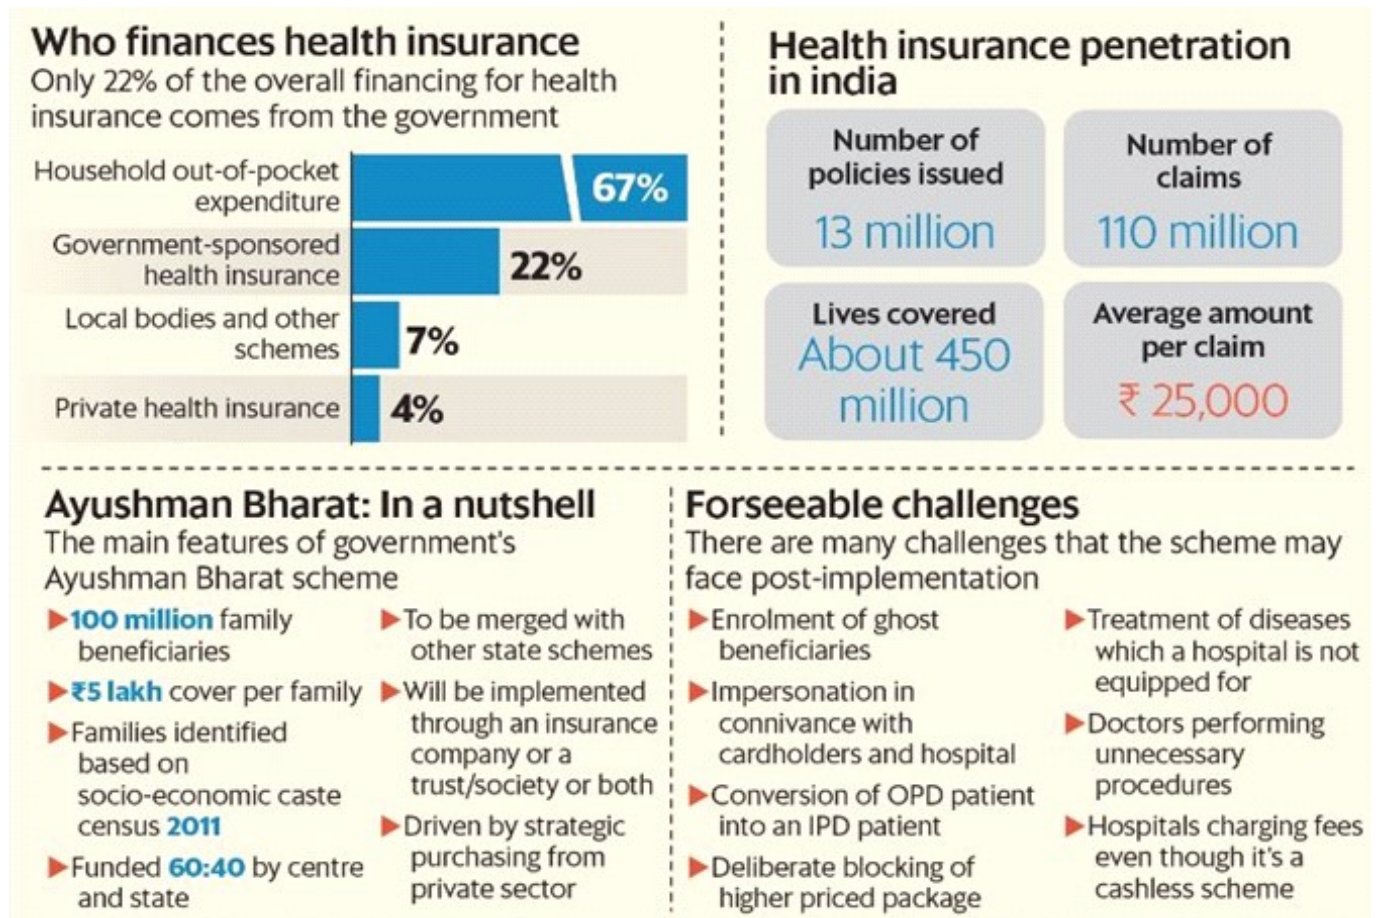 Who finances health insurance
Only 22% of the overall financing for health
insurance comes from the government
Household out-of-pocket
expenditure
67%
Government-sponsored
health insurance
22%
Local bodies and other
schemes
7%
Private health insurance
4%
Health insurance penetration
in india
Number of
policies issued
13 million
Number of
claims
110 million
Lives covered
About 450
million
Average amount
per claim
₹ 25,000
Ayushman Bharat: In a nutshell
The main features of government's
Ayushman Bharat scheme
▶100 million family
beneficiaries
▶₹5 lakh cover per family
▶Families identified
based on
socio-economic caste
census 2011
▶Funded 60:40 by centre
and state
▶To be merged with
other state schemes
▶Will be implemented
through an insurance
company or a
trust/society or both
▶Driven by strategic
purchasing from
private sector
Forseeable challenges
There are many challenges that the scheme may
face post-implementation
▶Enrolment of ghost
beneficiaries
▶Impersonation in
connivance with
cardholders and hospital
▶Conversion of OPD patient
into an IPD patient
▶Deliberate blocking of
higher priced package
▶Treatment of diseases
which a hospital is not
equipped for
▶Doctors performing
unnecessary
procedures
▶Hospitals charging fees
even though it's a
cashless scheme